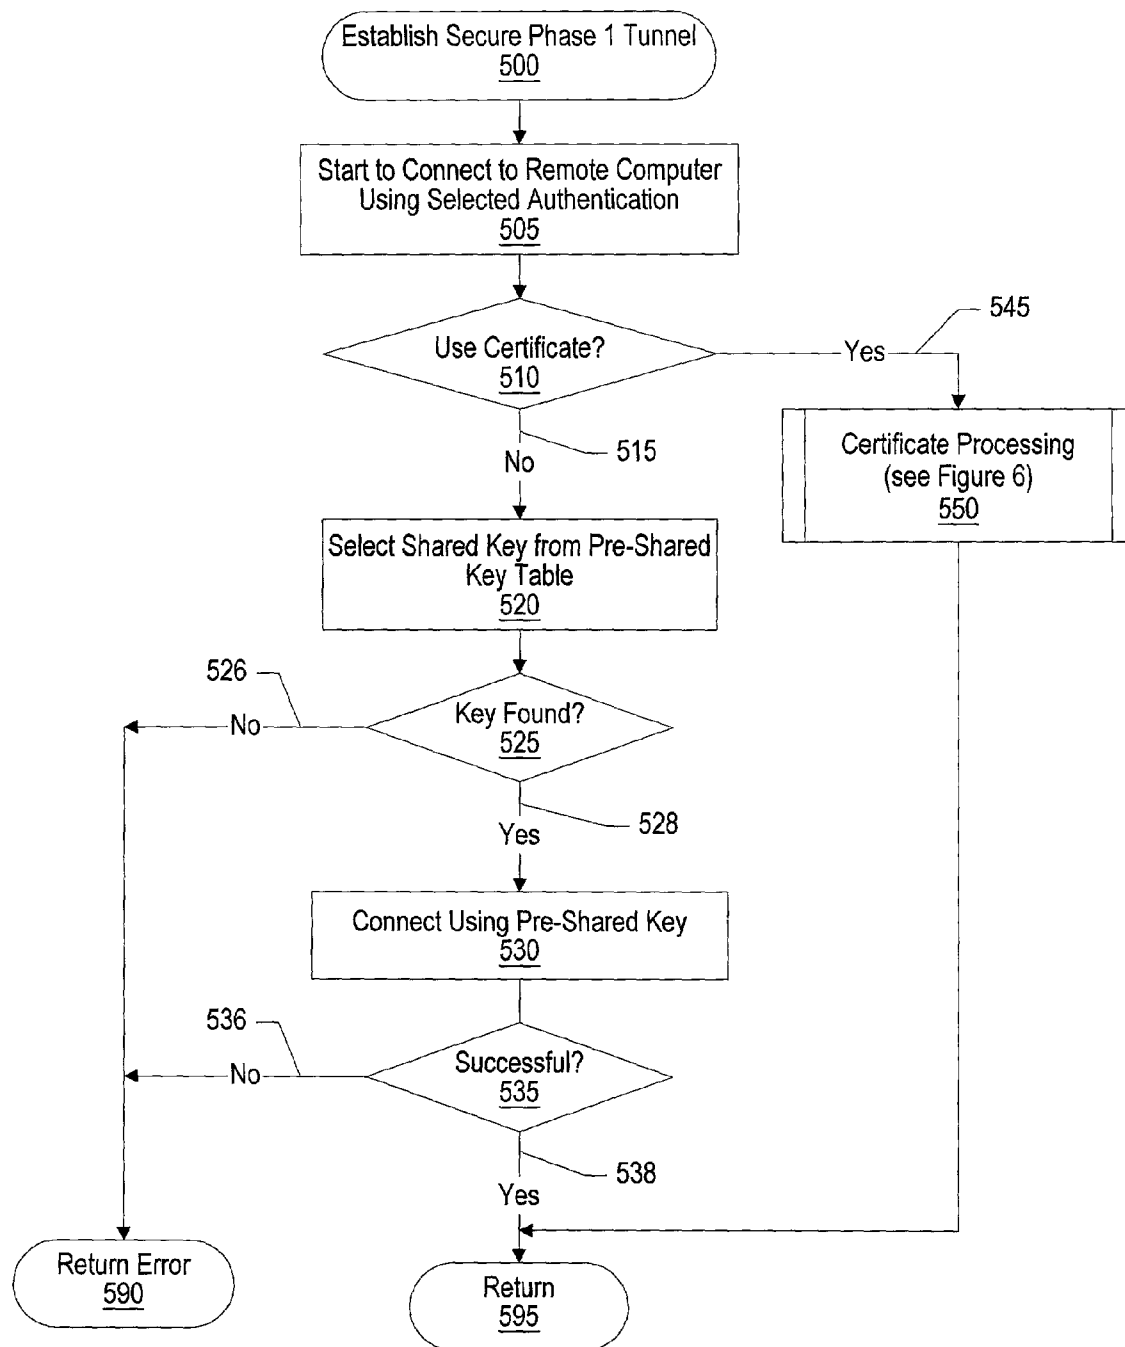 Establish Secure Phase 1 Tunnel
500
Start to Connect to Remote Computer
Using Selected Authentication
505
Use Certificate?
510
Yes
545
No
515
Certificate Processing
(see Figure 6)
550
Select Shared Key from Pre-Shared
Key Table
520
526
No
Key Found?
525
528
Yes
Connect Using Pre-Shared Key
530
536
No
Successful?
535
538
Yes
Return Error
590
Return
595